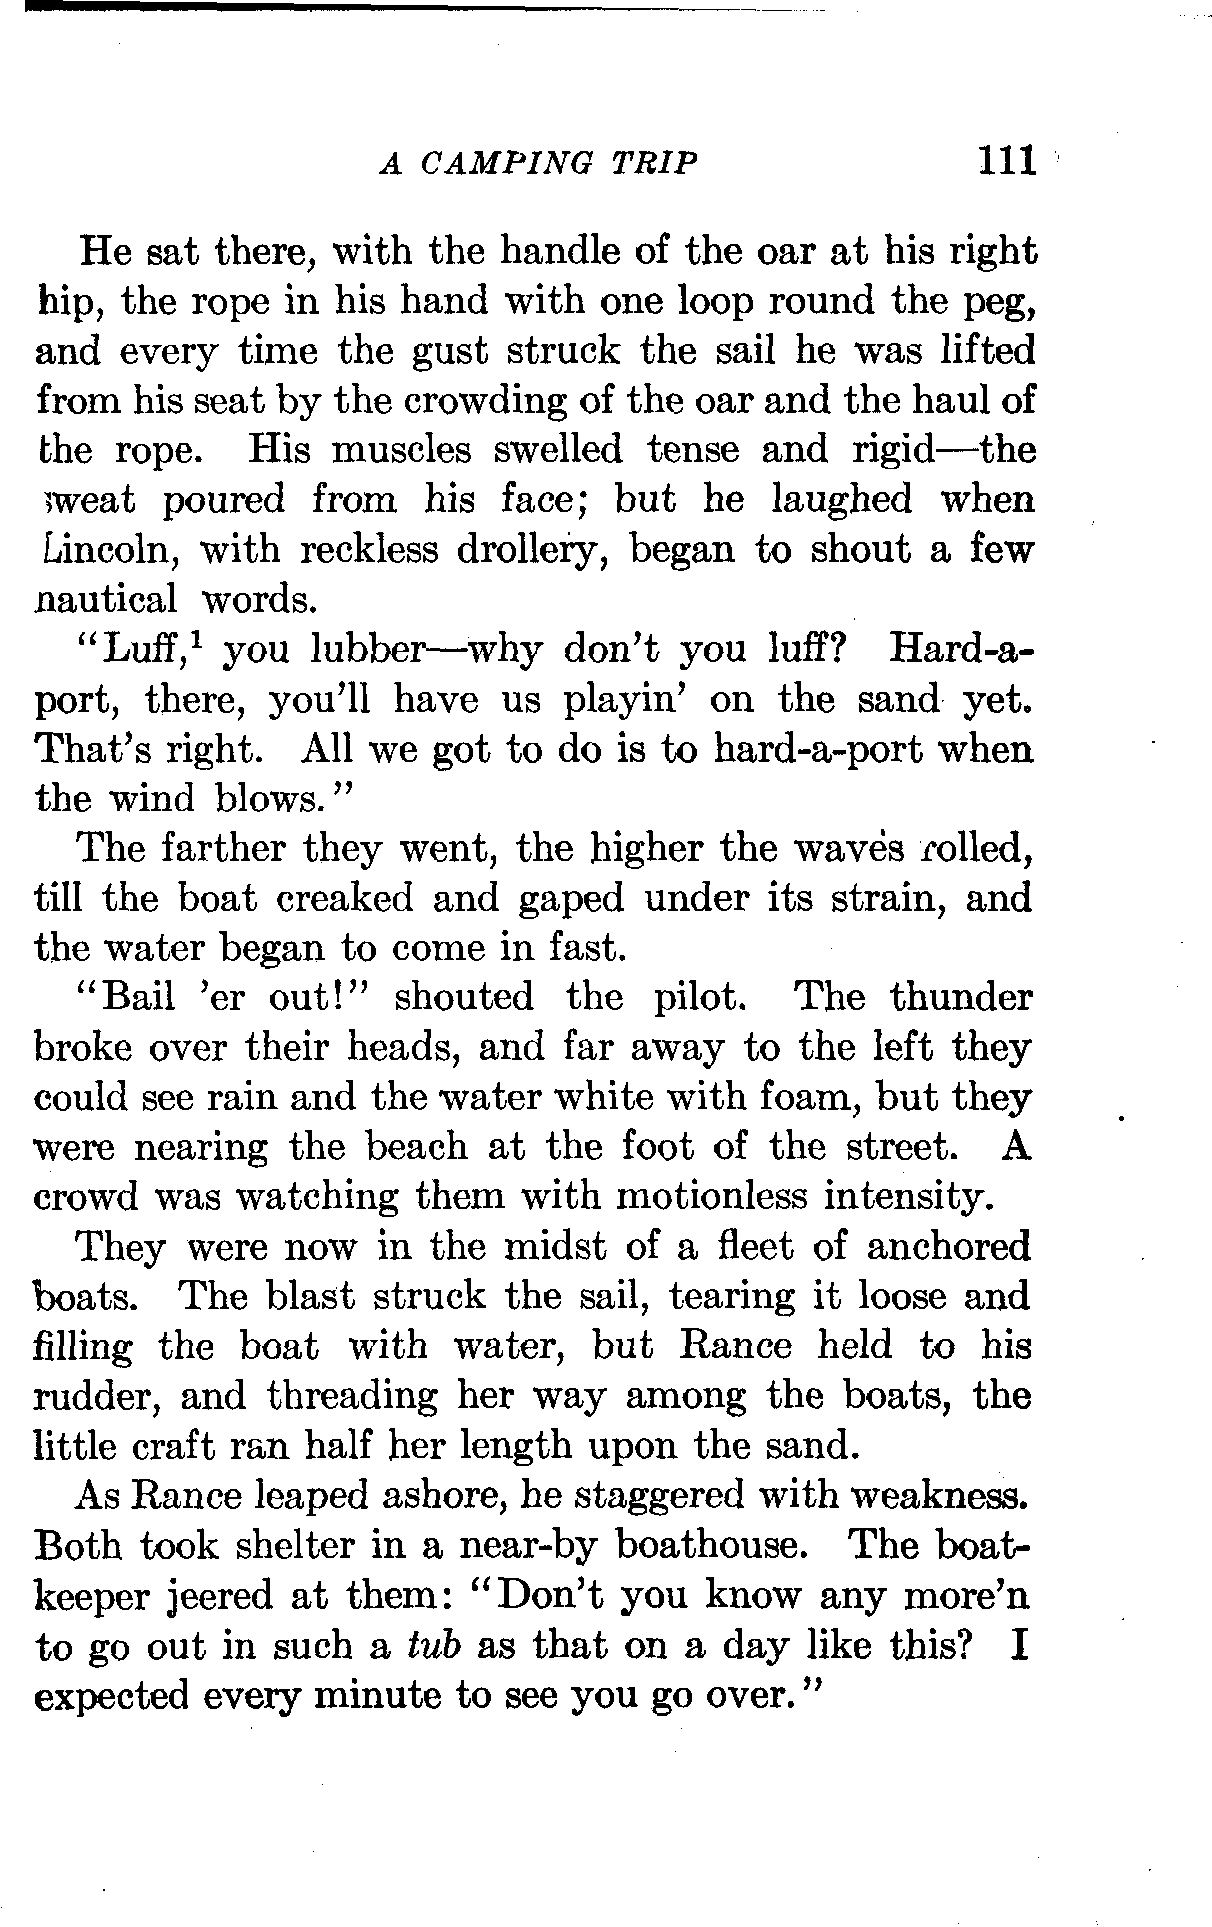 A CAMPING TRIP 111
He sat there, with the handle of the oar at his right
hip, the rope in his hand with one loop round the peg,
and every time the gust struck the sail he was lifted
from his seat by the crowding of the oar and the haul of
the rope. His muscles swelled tense and rigid—the
sweat poured from his face; but he laughed when
Lincoln, with reckless drollery, began to shout a few
nautical words.
"Luff,¹ you lubber—why don't you luff? Hard-a-
port, there, you'll have us playin' on the sand yet.
That's right. All we got to do is to hard-a-port when
the wind blows."
The farther they went, the higher the waves rolled,
till the boat creaked and gaped under its strain, and
the water began to come in fast.
"Bail 'er out!" shouted the pilot. The thunder
broke over their heads, and far away to the left they
could see rain and the water white with foam, but they
were nearing the beach at the foot of the street. A
crowd was watching them with motionless intensity.
They were now in the midst of a fleet of anchored
boats. The blast struck the sail, tearing it loose and
filling the boat with water, but Rance held to his
rudder, and threading her way among the boats, the
little craft ran half her length upon the sand.
As Rance leaped ashore, he staggered with weakness.
Both took shelter in a near-by boathouse. The boat-
keeper jeered at them: "Don't you know any more'n
to go out in such a tub as that on a day like this? I
expected every minute to see you go over."